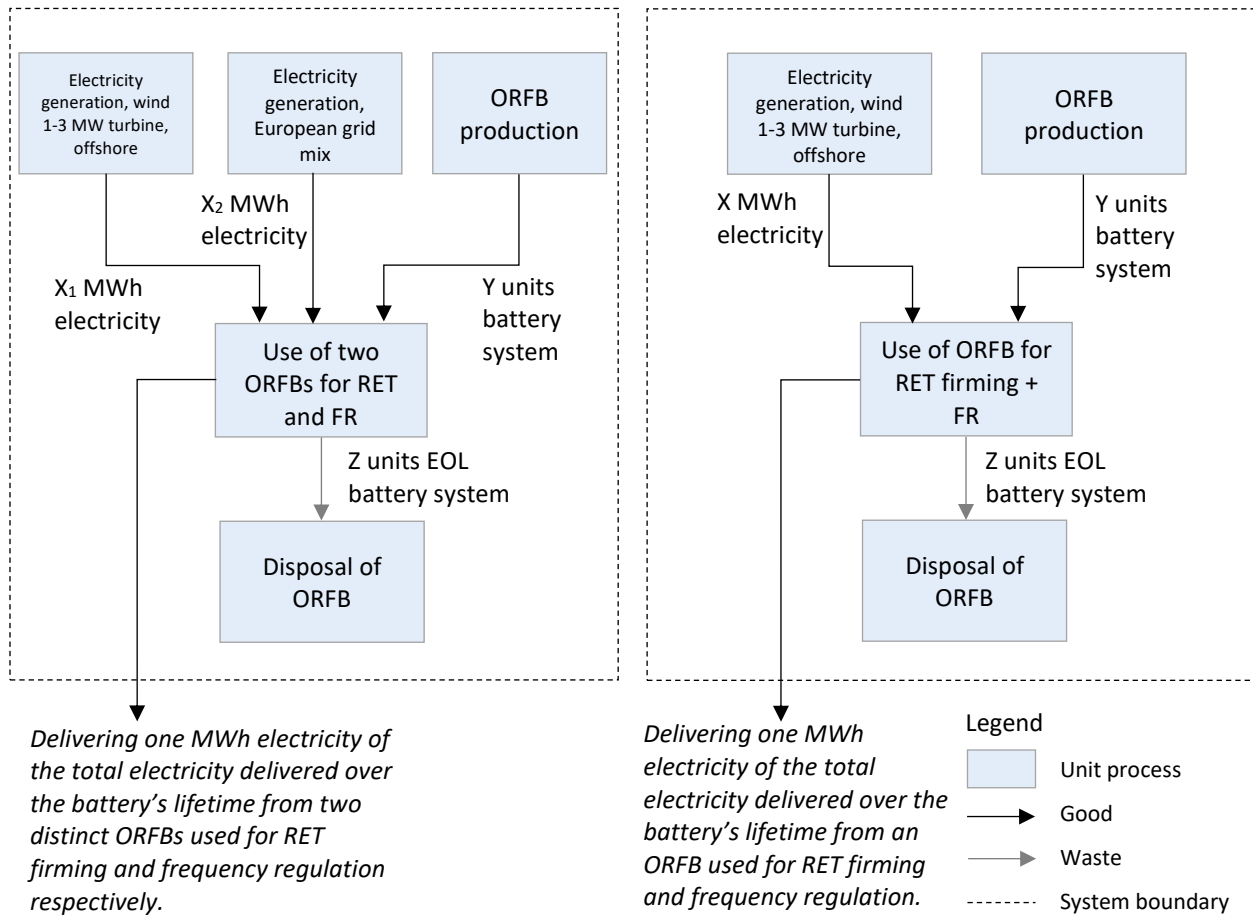 Electricity
generation, wind
1-3 MW turbine,
offshore
Electricity
generation,
European grid
mix
ORFB
production
X₂ MWh
electricity
X₁ MWh
electricity
Y units
battery
system
Use of two
ORFBs for RET
and FR
Z units EOL
battery system
Disposal of
ORFB
Delivering one MWh electricity of
the total electricity delivered over
the battery’s lifetime from two
distinct ORFBs used for RET
firming and frequency regulation
respectively.
Electricity
generation, wind
1-3 MW turbine,
offshore
ORFB
production
X MWh
electricity
Y units
battery
system
Use of ORFB for
RET firming +
FR
Z units EOL
battery system
Disposal of
ORFB
Delivering one MWh
electricity of the total
electricity delivered over the
battery’s lifetime from an
ORFB used for RET firming
and frequency regulation.
Legend
Unit process
Good
Waste
System boundary